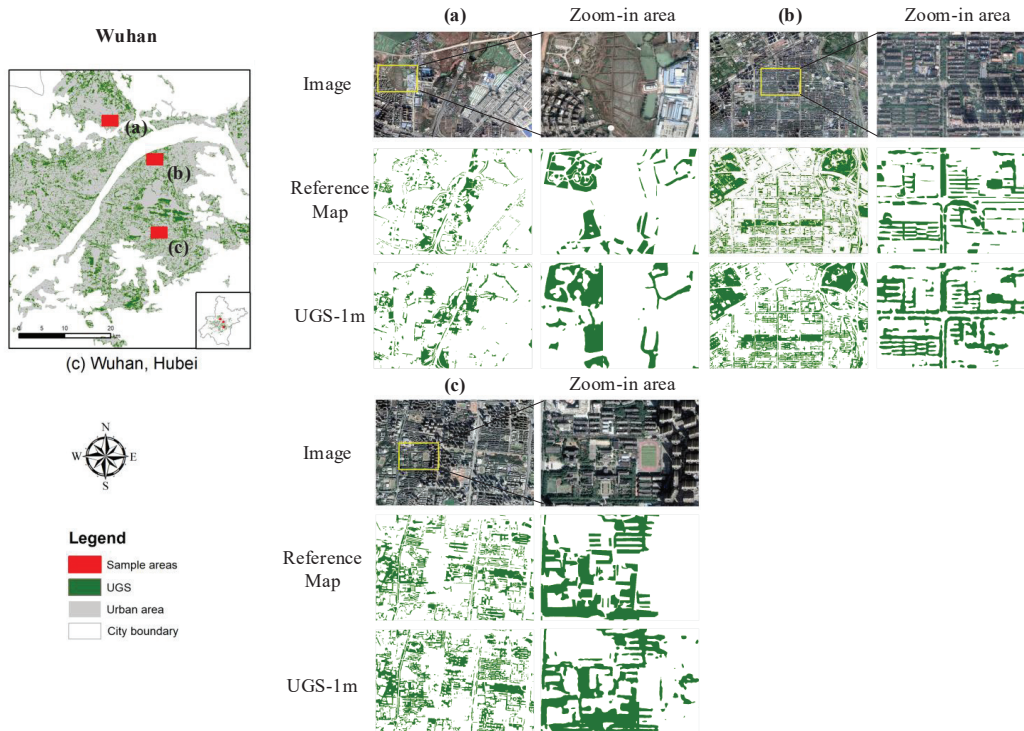 Wuhan
(a)
(b)
(c)
0 10 20
(c) Wuhan, Hubei
N
W E
S
Legend
Sample areas
UGS
Urban area
City boundary
(a) Zoom-in area (b) Zoom-in area
Image
Reference
Map
UGS-1m
(c) Zoom-in area
Image
Reference
Map
UGS-1m